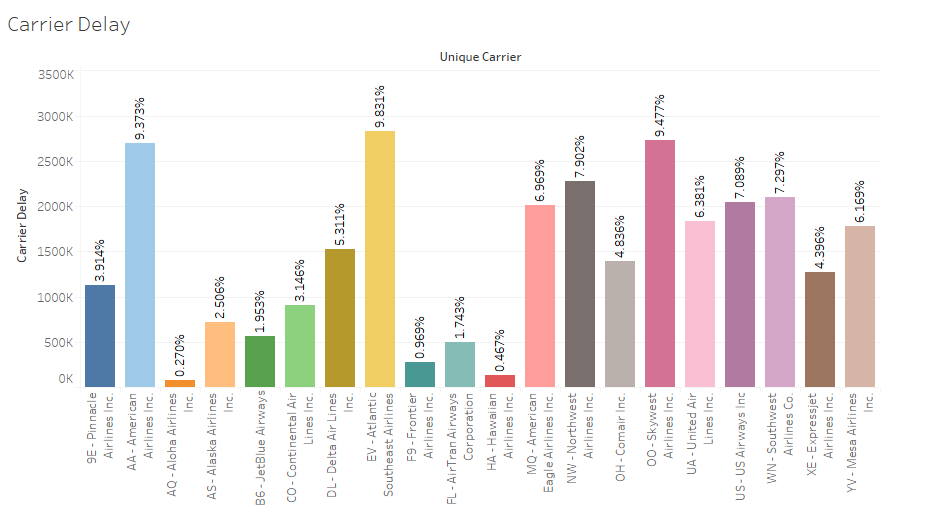 Carrier Delay
Unique Carrier
Carrier Delay
3500K
3000K
2500K
2000K
1500K
1000K
500K
0K
3.914%
9.373%
0.270%
2.506%
1.953%
3.146%
5.311%
9.831%
0.969%
1.743%
0.467%
6.969%
7.902%
4.836%
9.477%
6.381%
7.089%
7.297%
4.396%
6.169%
9E - Pinnacle
Airlines Inc.
AA - American
Airlines Inc.
AQ - Aloha Airlines
Inc.
AS - Alaska Airlines
Inc.
B6 - JetBlue Airways
CO - Continental Air
Lines Inc.
DL - Delta Air Lines
Inc.
EV - Atlantic
Southeast Airlines
F9 - Frontier
Airlines Inc.
FL - AirTran Airways
Corporation
HA - Hawaiian
Airlines Inc.
MQ - American
Eagle Airlines Inc.
NW - Northwest
Airlines Inc.
OH - Comair Inc.
OO - Skywest
Airlines Inc.
UA - United Air
Lines Inc.
US - US Airways Inc
WN - Southwest
Airlines Co.
XE - Expressjet
Airlines Inc.
YV - Mesa Airlines
Inc.